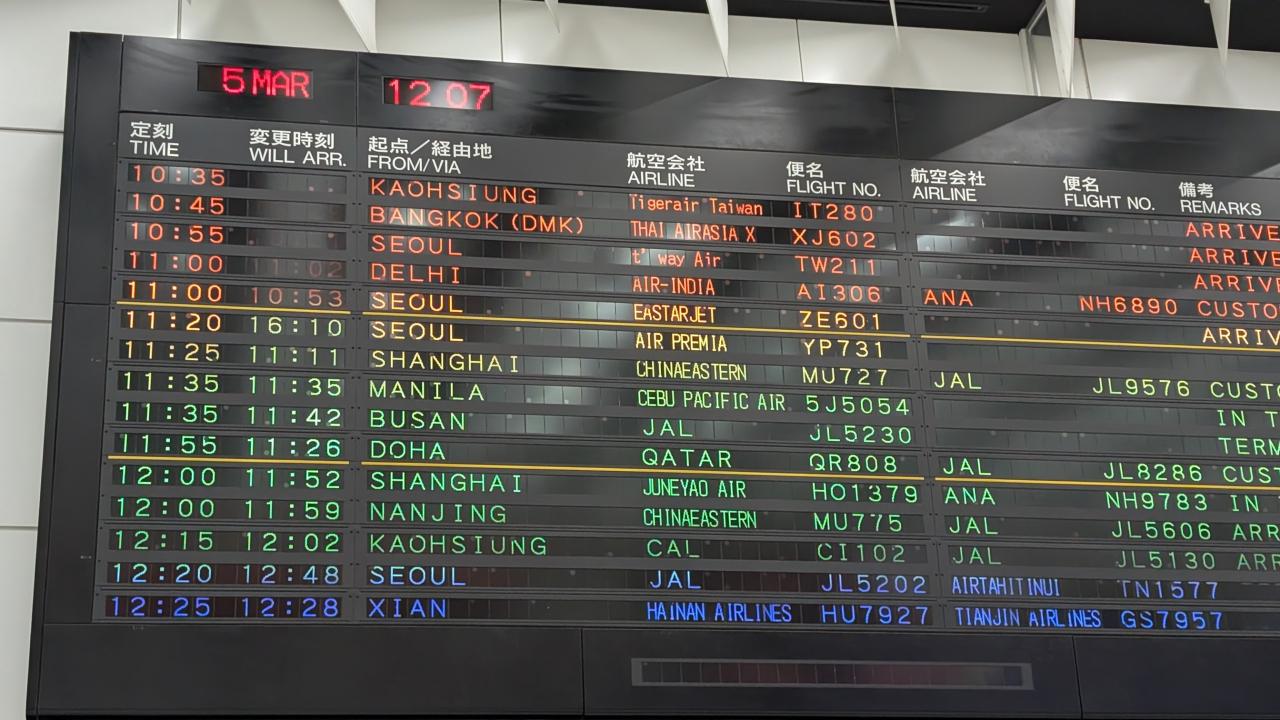 5 MAR 12 07
定刻 変更時刻 起点／経由地 航空会社 便名 航空会社 便名 備考
TIME WILL ARR. FROM/VIA AIRLINE FLIGHT NO. AIRLINE FLIGHT NO. REMARKS
10:35 KAOHSIUNG Tigerair Taiwan IT280 ARRIVE
10:45 BANGKOK (DMK) THAI AIRASIA X XJ602 ARRIVE
10:55 SEOUL t' way Air TW211 ARRIVE
11:00 11:02 DELHI AIR-INDIA AI306 ANA NH6890 CUSTO
11:00 10:53 SEOUL EASTARJET ZE601 ARRIV
11:20 16:10 SEOUL AIR PREMIA YP731
11:25 11:11 SHANGHAI CHINAEASTERN MU727 JAL JL9576 CUSTO
11:35 11:35 MANILA CEBU PACIFIC AIR 5J5054 IN T
11:35 11:42 BUSAN JAL JL5230 TERM
11:55 11:26 DOHA QATAR QR808 JAL JL8286 CUST
12:00 11:52 SHANGHAI JUNEYAO AIR HO1379 ANA NH9783 IN
12:00 11:59 NANJING CHINAEASTERN MU775 JAL JL5606 ARR
12:15 12:02 KAOHSIUNG CAL CI102 JAL JL5130 ARR
12:20 12:48 SEOUL JAL JL5202 AIRTAHITINUI TN1577
12:25 12:28 XIAN HAINAN AIRLINES HU7927 TIANJIN AIRLINES GS7957